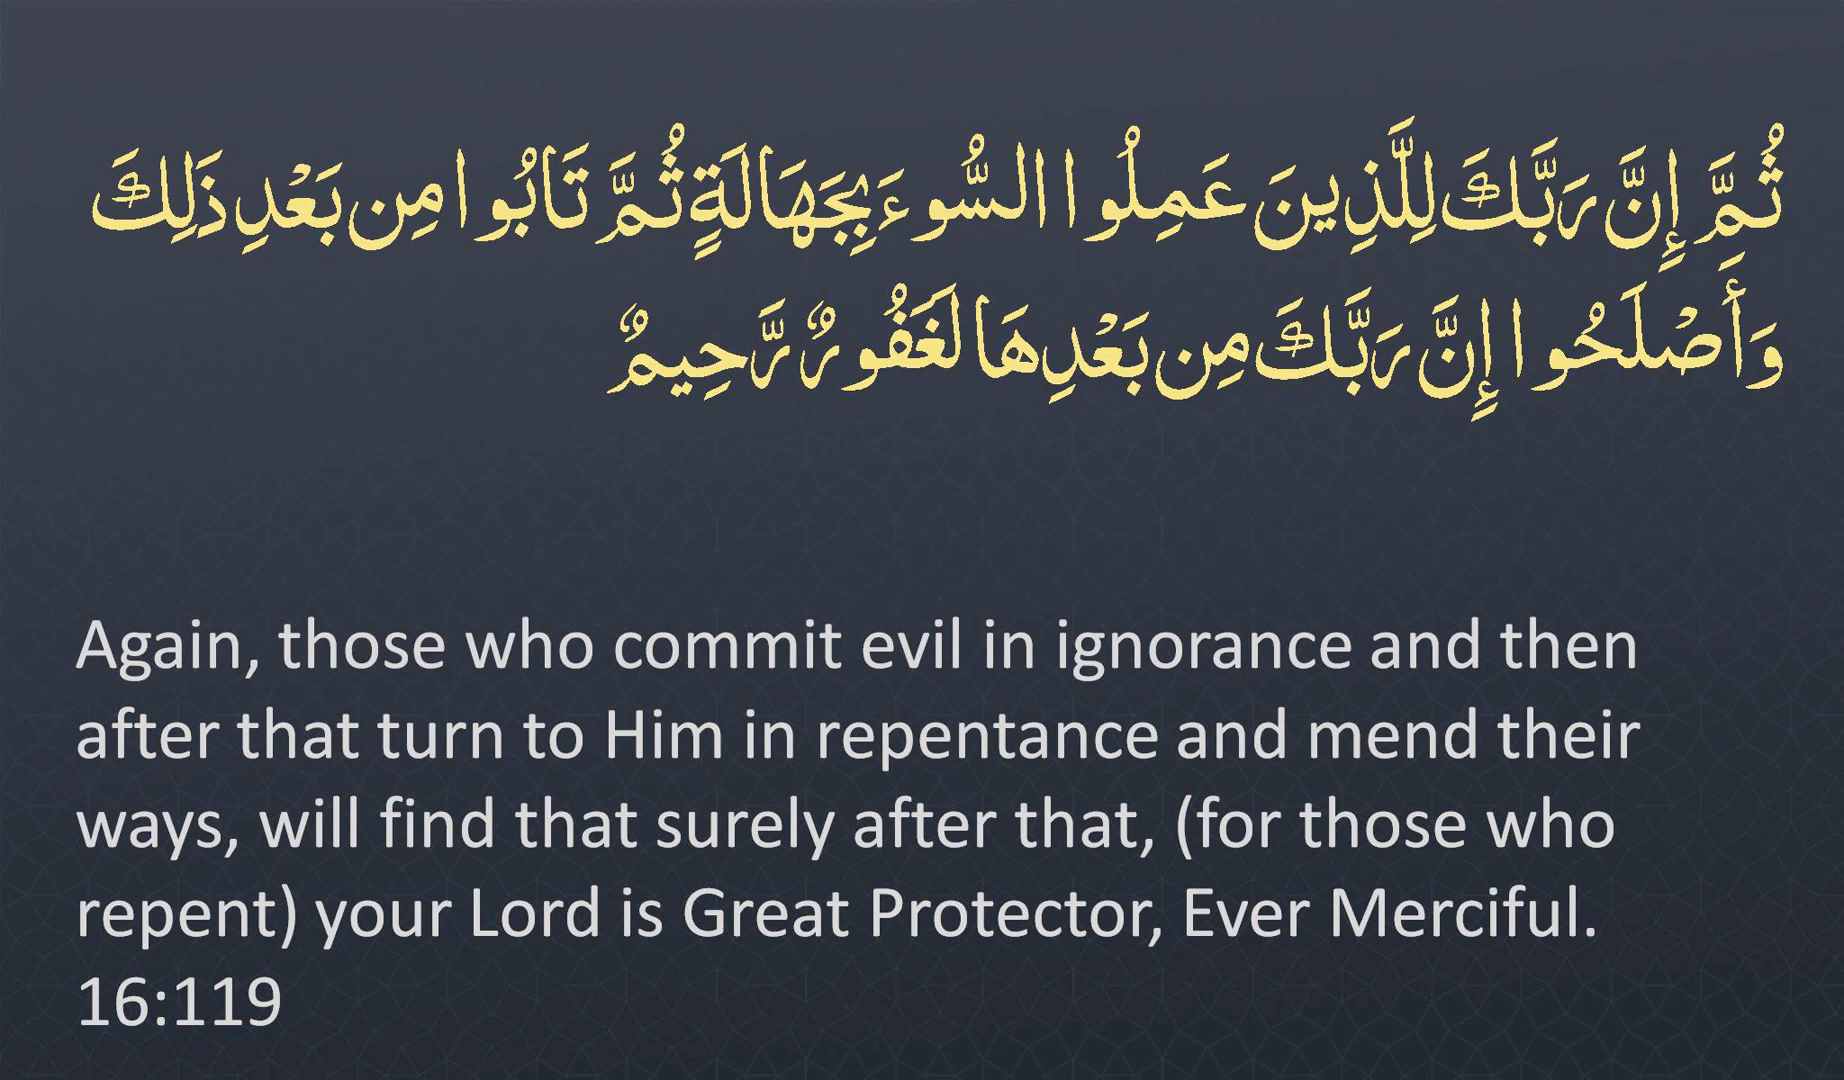 ثُمَّ إِنَّ رَبَّكَ لِلَّذِينَ عَمِلُوا السُّوءَ بِجَهَالَةٍ ثُمَّ تَابُوا مِن بَعْدِ ذَلِكَ
وَأَصْلَحُوا إِنَّ رَبَّكَ مِن بَعْدِهَا لَغَفُورٌ رَّحِيمٌ
Again, those who commit evil in ignorance and then
after that turn to Him in repentance and mend their
ways, will find that surely after that, (for those who
repent) your Lord is Great Protector, Ever Merciful.
16:119